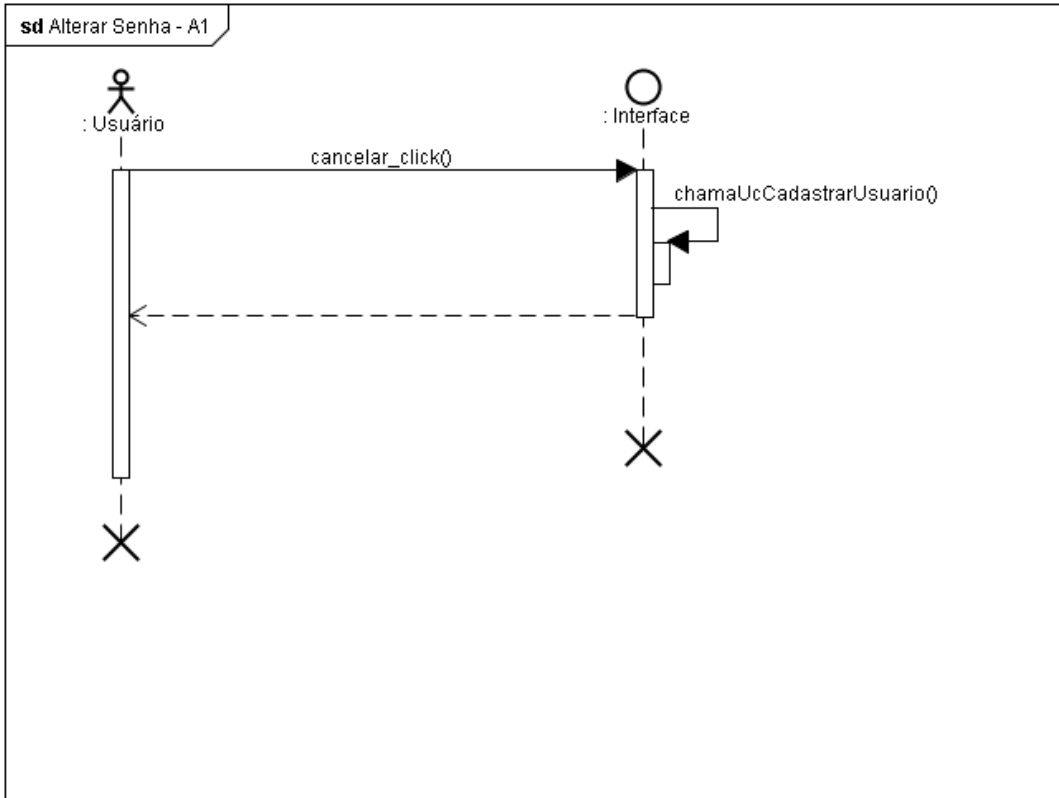 sd Alterar Senha - A1
: Usuário
: Interface
cancelar_click()
chamaUcCadastrarUsuario()